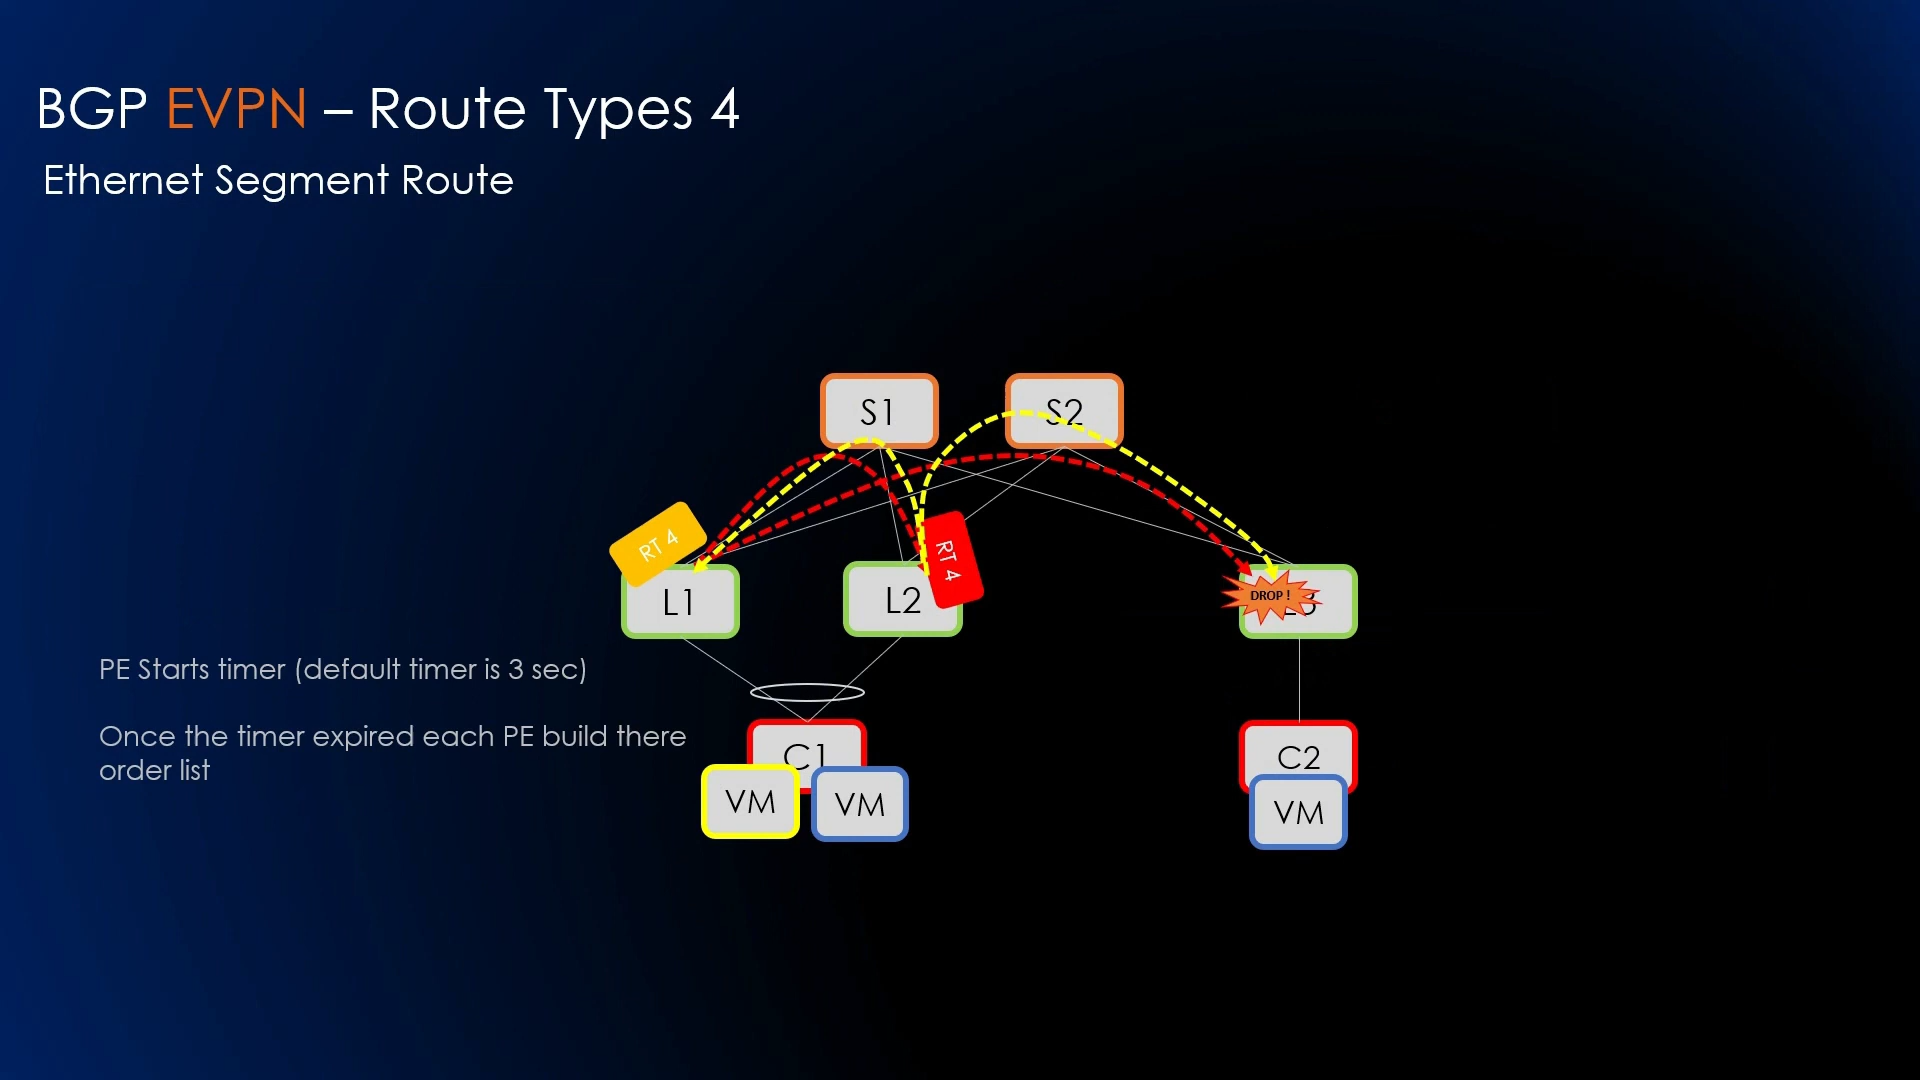 BGP EVPN – Route Types 4
Ethernet Segment Route
S1
S2
RT 4
RT 4
L1
L2
DROP !
PE Starts timer (default timer is 3 sec)
Once the timer expired each PE build there
order list
C1
C2
VM
VM
VM